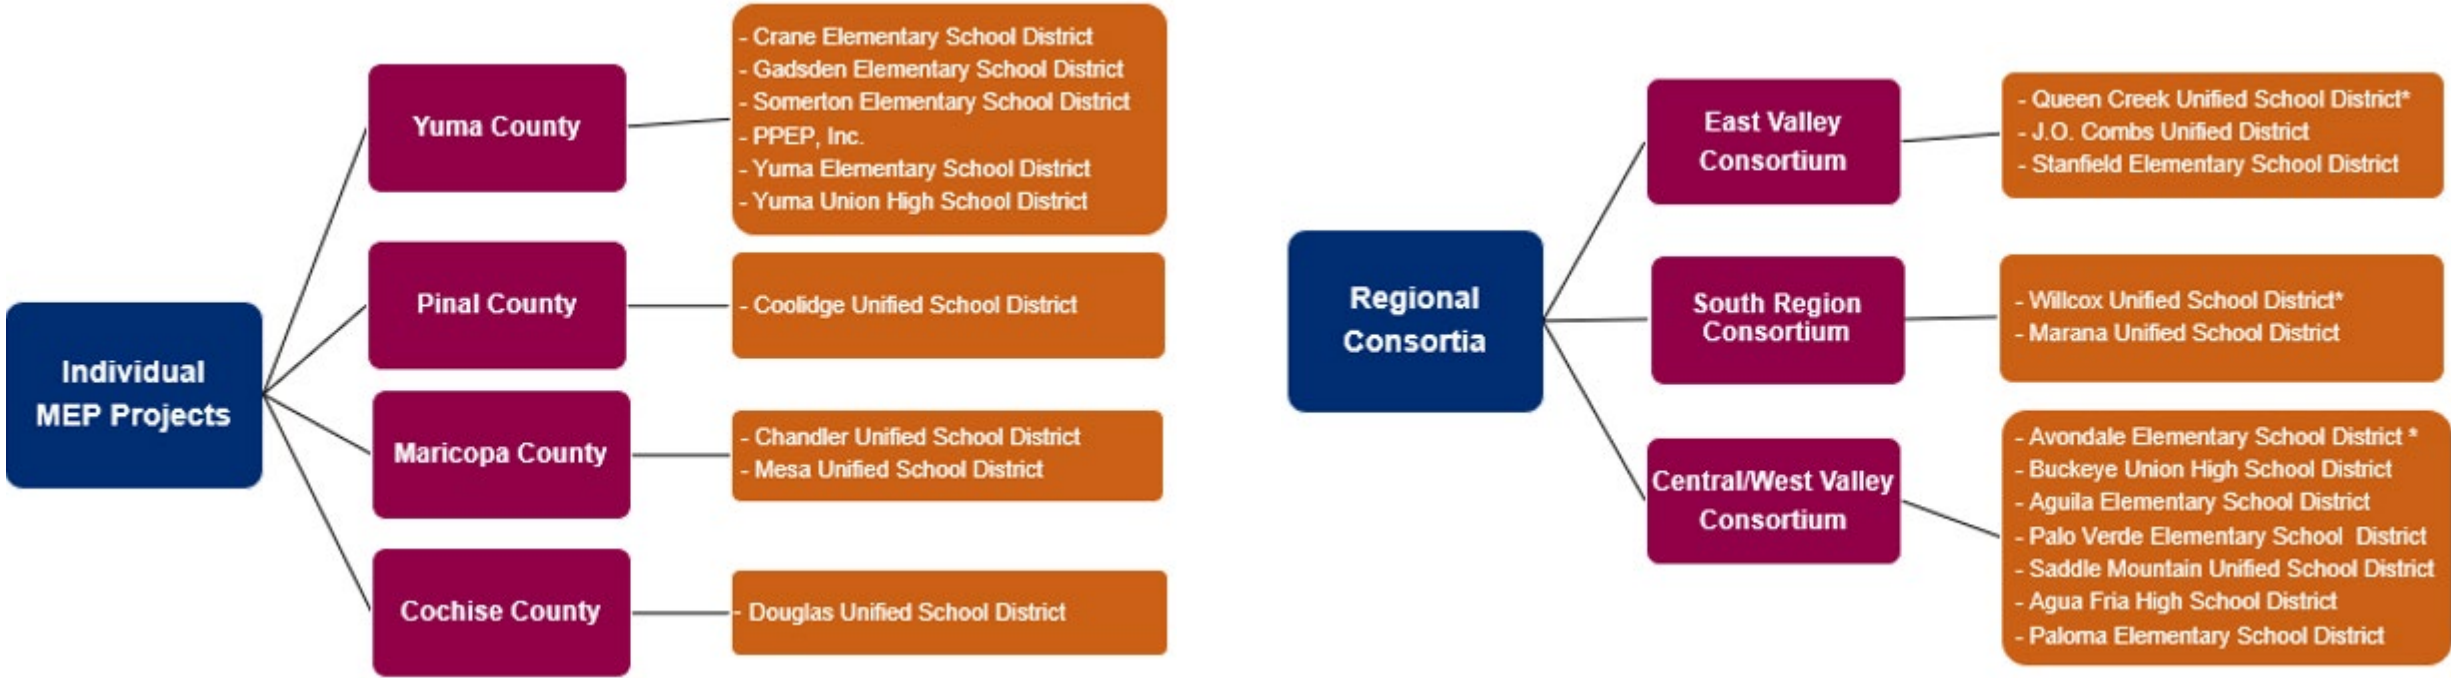 Individual
MEP Projects
Yuma County
- Crane Elementary School District
- Gadsden Elementary School District
- Somerton Elementary School District
- PPEP, Inc.
- Yuma Elementary School District
- Yuma Union High School District
Pinal County
- Coolidge Unified School District
Maricopa County
- Chandler Unified School District
- Mesa Unified School District
Cochise County
- Douglas Unified School District
Regional
Consortia
East Valley
Consortium
- Queen Creek Unified School District*
- J.O. Combs Unified District
- Stanfield Elementary School District
South Region
Consortium
- Willcox Unified School District*
- Marana Unified School District
Central/West Valley
Consortium
- Avondale Elementary School District *
- Buckeye Union High School District
- Aguila Elementary School District
- Palo Verde Elementary School District
- Saddle Mountain Unified School District
- Agua Fria High School District
- Paloma Elementary School District